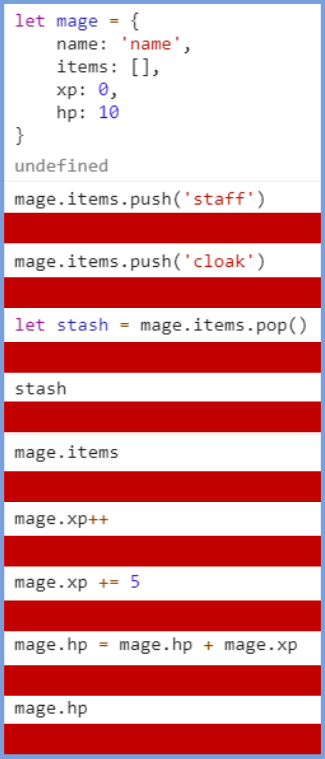 let mage = {
    name: 'name',
    items: [],
    xp: 0,
    hp: 10
}
undefined
mage.items.push('staff')
mage.items.push('cloak')
let stash = mage.items.pop()
stash
mage.items
mage.xp++
mage.xp += 5
mage.hp = mage.hp + mage.xp
mage.hp